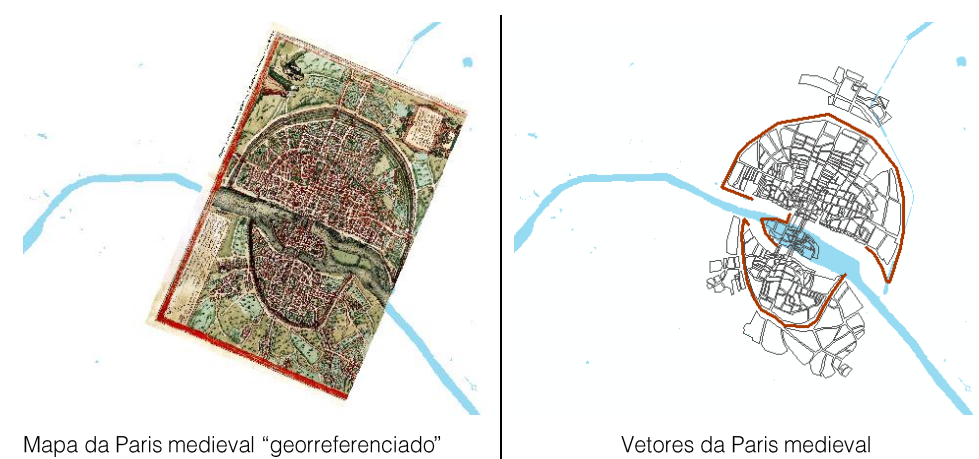 Mapa da Paris medieval “georreferenciado”
Vetores da Paris medieval